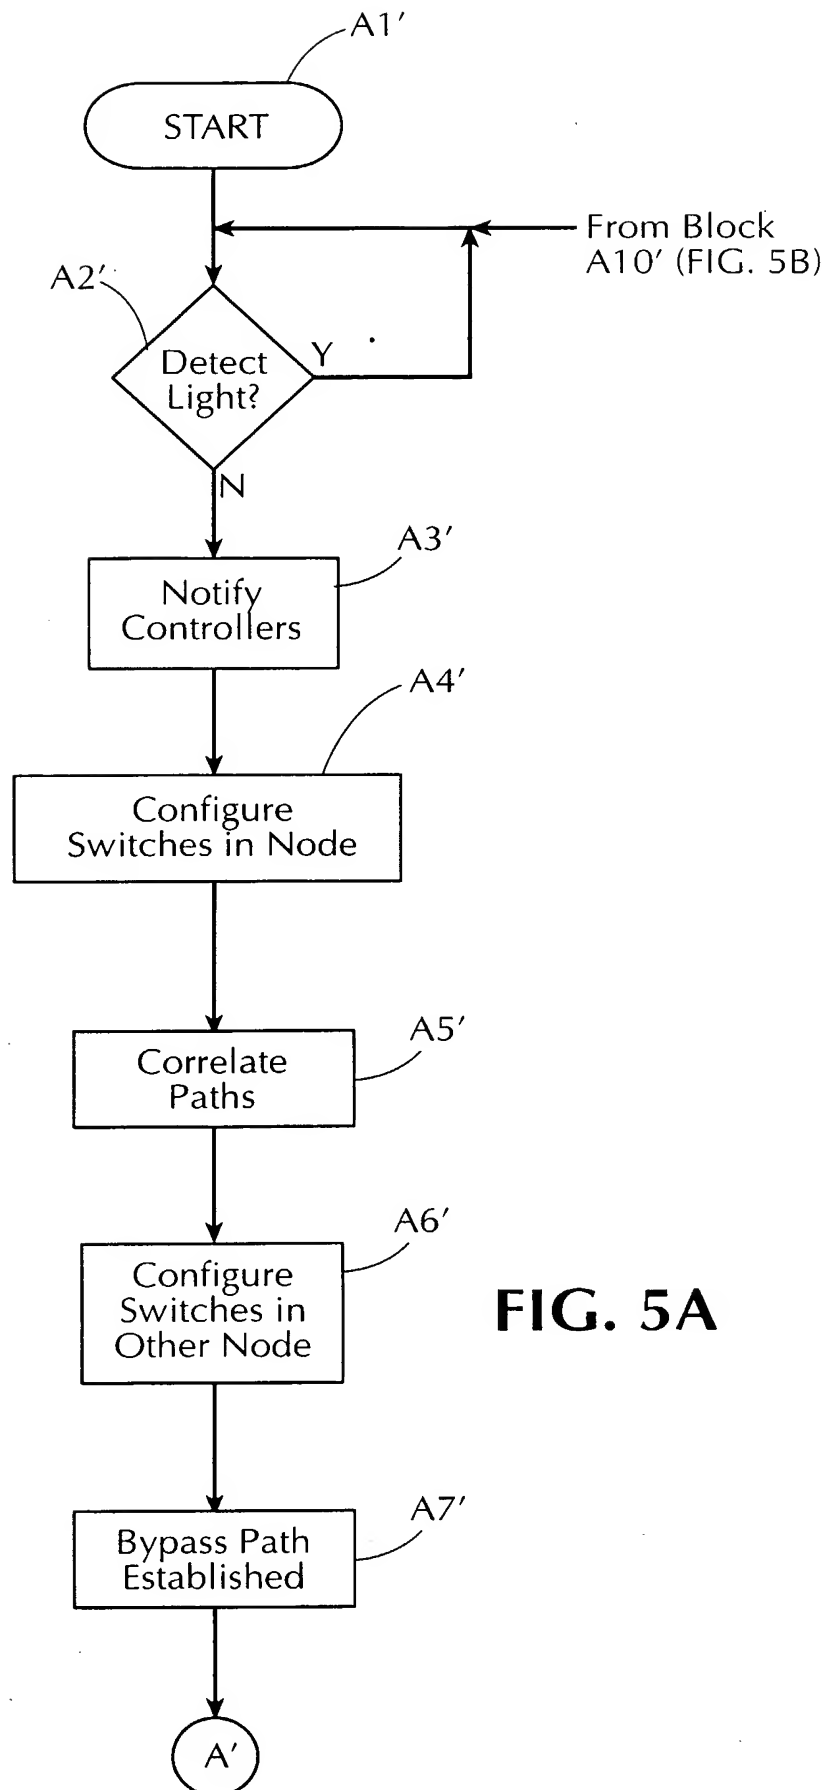 A1'
START
From Block
A10' (FIG. 5B)
A2'
Detect
Light?
Y
N
A3'
Notify
Controllers
A4'
Configure
Switches in Node
A5'
Correlate
Paths
A6'
Configure
Switches in
Other Node
FIG. 5A
A7'
Bypass Path
Established
A'